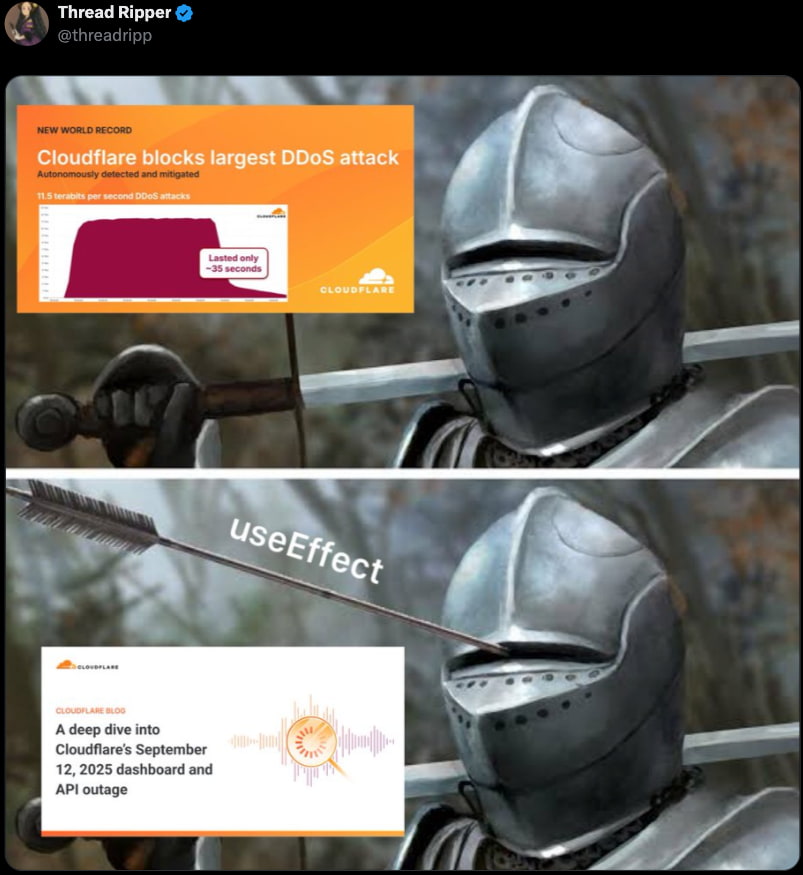 Thread Ripper
@threadripp
NEW WORLD RECORD
Cloudflare blocks largest DDoS attack
Autonomously detected and mitigated
11.5 terabits per second DDoS attacks
CLOUDFLARE
Lasted only
~35 seconds
CLOUDFLARE
useEffect
CLOUDFLARE
CLOUDFLARE BLOG
A deep dive into
Cloudflare's September
12, 2025 dashboard and
API outage